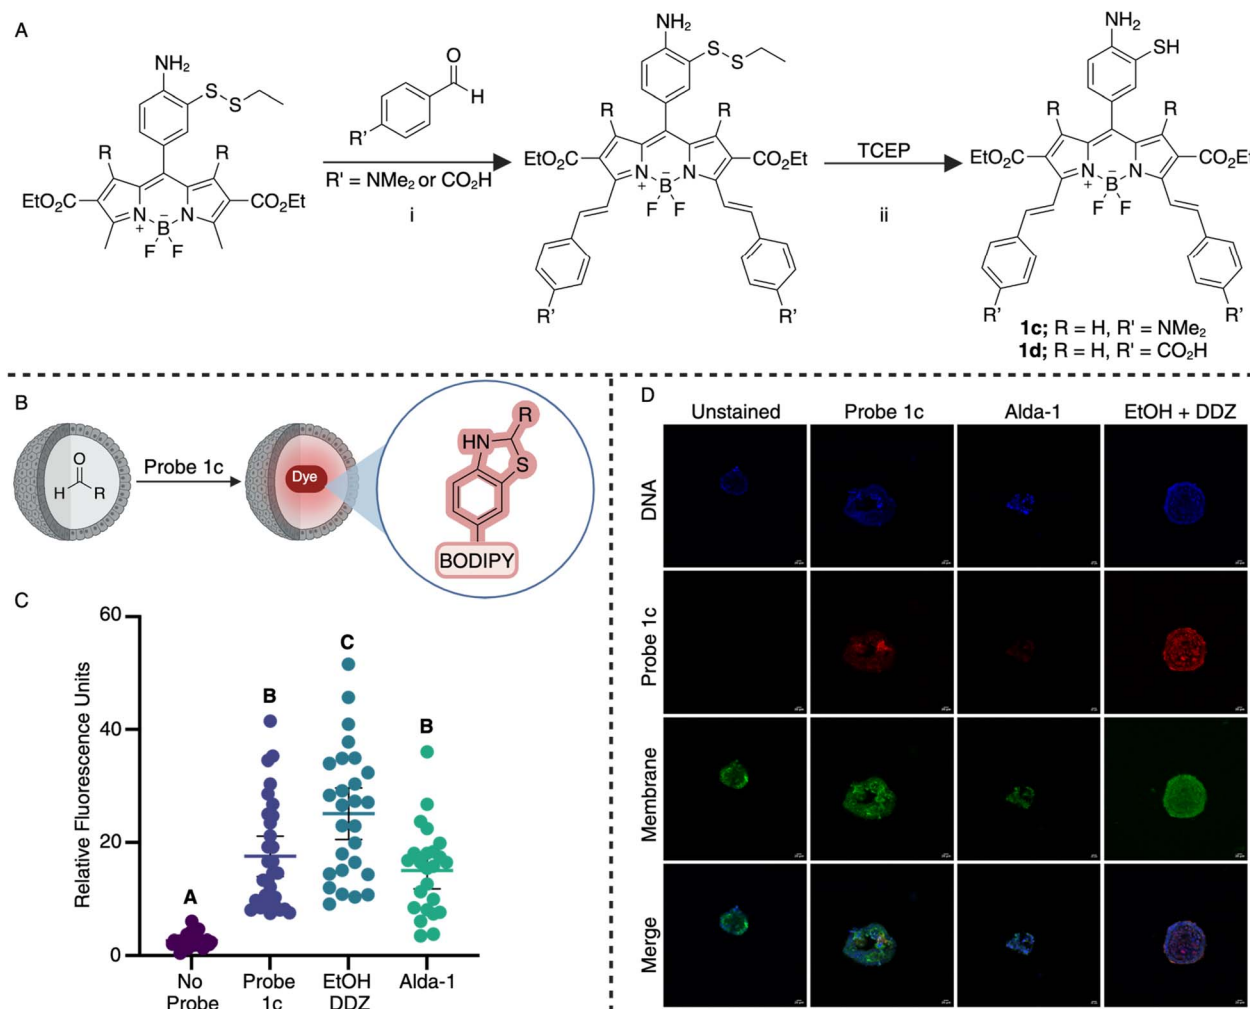 A
NH₂
S
S
R
R
EtO₂C
CO₂Et
N
N
+
B
−
F
F
O
H
R'
R' = NMe₂ or CO₂H
i
NH₂
S
S
R
R
EtO₂C
CO₂Et
N
N
+
B
−
F
F
R'
R'
TCEP
ii
NH₂
SH
R
R
EtO₂C
CO₂Et
N
N
+
B
−
F
F
R'
R'
1c; R = H, R' = NMe₂
1d; R = H, R' = CO₂H
B
O
H
R
Probe 1c
Dye
R
HN
S
BODIPY
C
Relative Fluorescence Units
60
40
20
0
A
B
C
B
No
Probe
Probe
1c
EtOH
DDZ
Alda-1
D
Unstained
Probe 1c
Alda-1
EtOH + DDZ
DNA
Probe 1c
Membrane
Merge